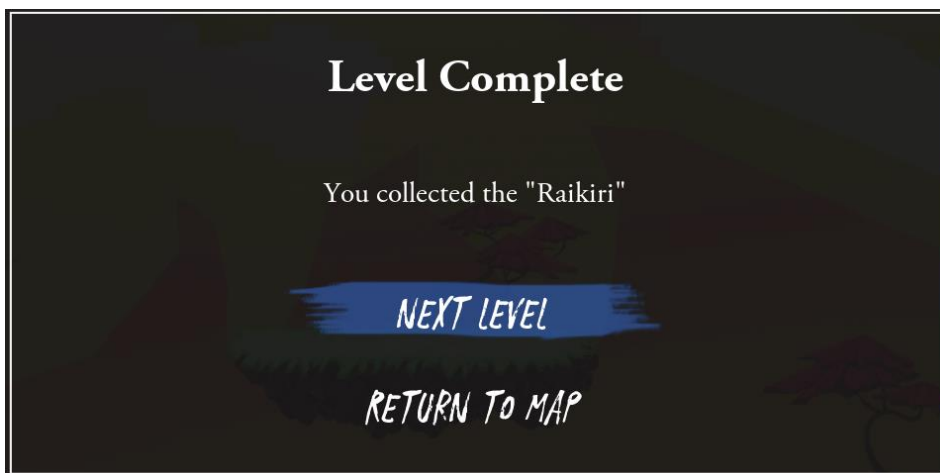 Level Complete
You collected the "Raikiri"
NEXT LEVEL
RETURN TO MAP